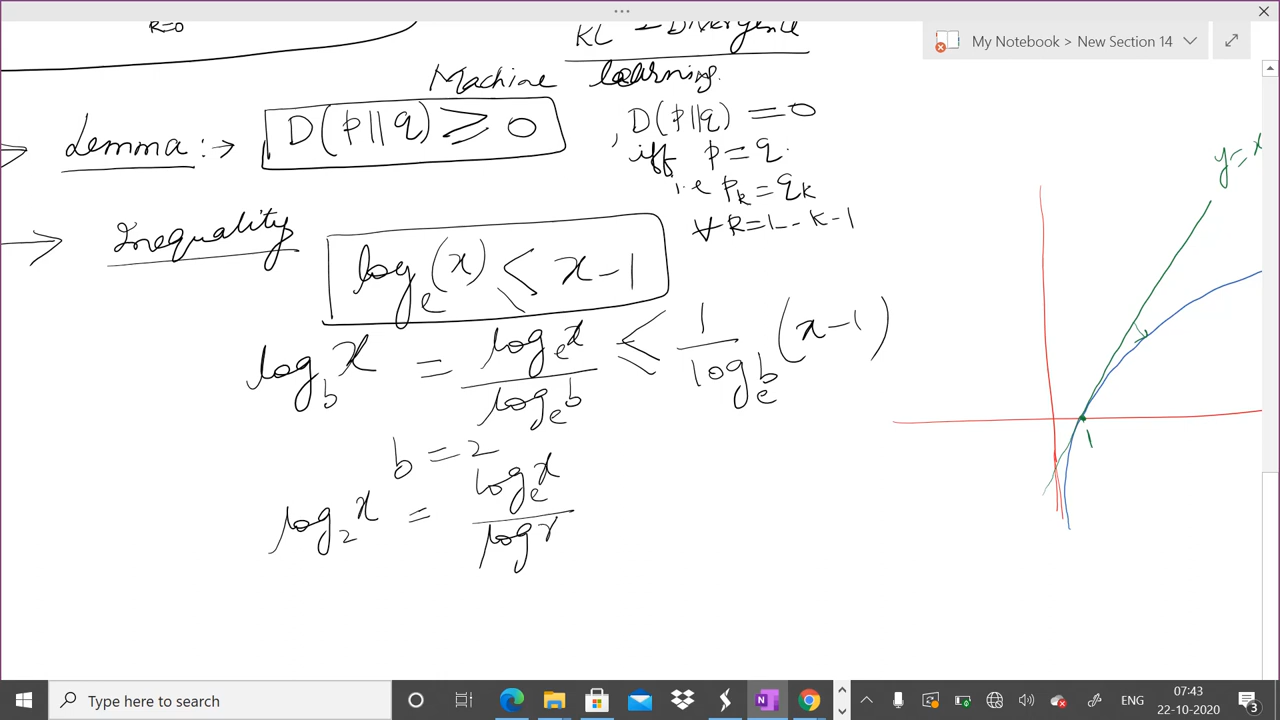 R=0
KL - Divergence
Machine learning.
Lemma :→ D(p||q) ≥ 0
, D(p||q) = 0
iff p = q.
i.e pk = qk
∀ R=1 -- K-1
→ Inequality
loge(x) ≤ x-1
logb x = loge x / loge b ≤ 1 / loge b (x-1)
b = 2
log2 x = loge x / log
y=x
1
My Notebook > New Section 14
Type here to search
ENG
07:43
22-10-2020
3